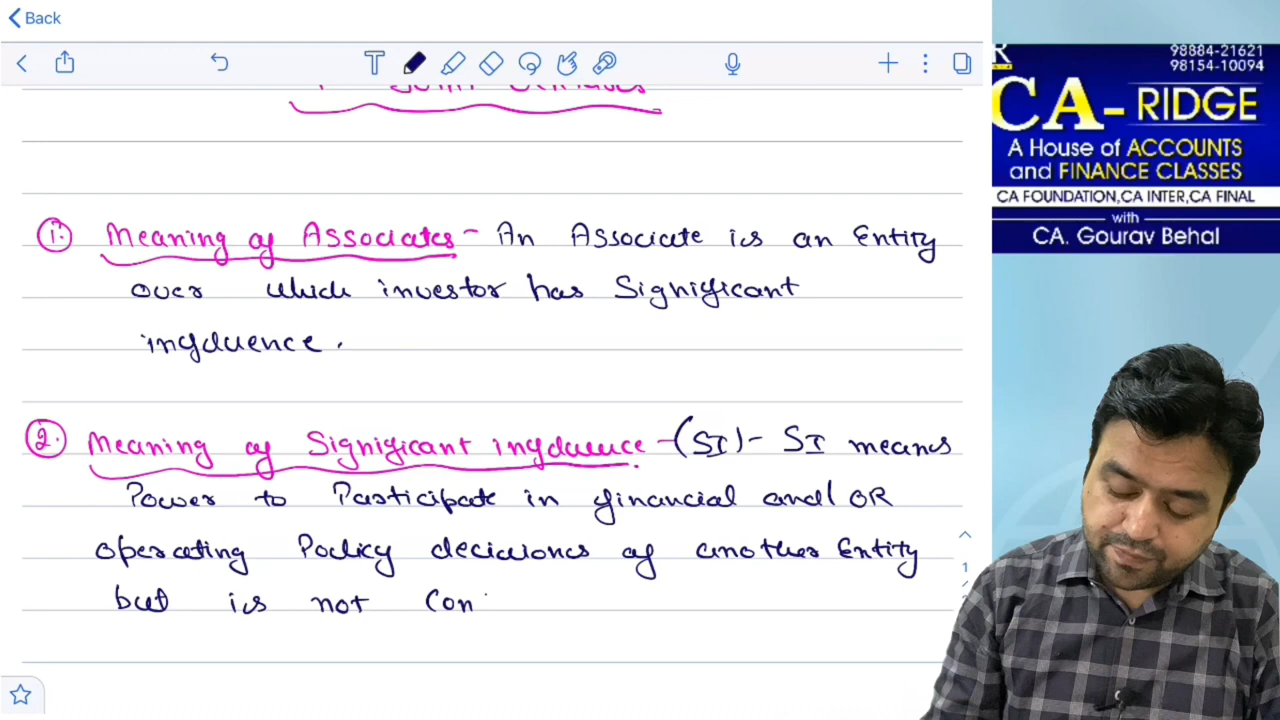 Back
98884-21621
98154-10094
CA-RIDGE
A House of ACCOUNTS
and FINANCE CLASSES
CA FOUNDATION,CA INTER,CA FINAL
with
CA. Gourav Behal
1. Meaning of Associates - An Associate is an Entity
over which investor has Significant
influence.
2. Meaning of Significant influence - (SI) - SI means
Power to Participate in financial and/OR
operating Policy decisions of another Entity
but is not Con
1